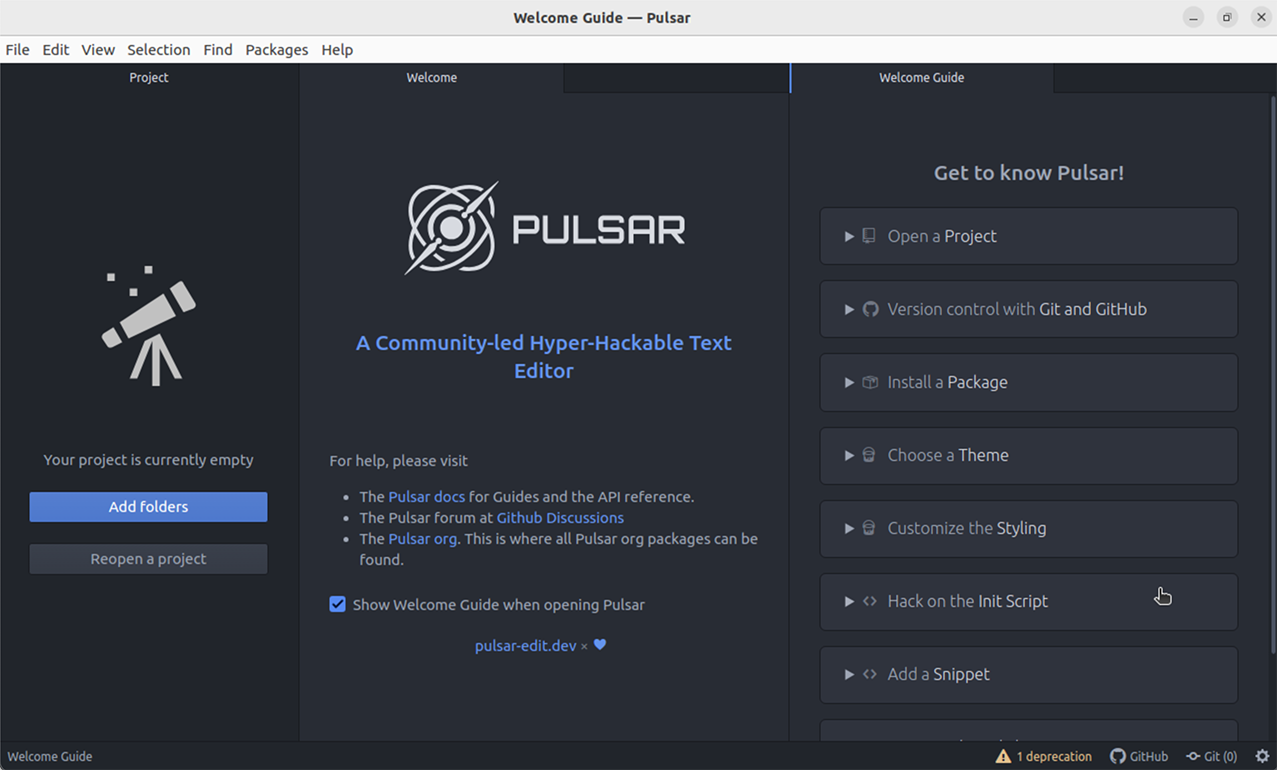 Welcome Guide — Pulsar
File Edit View Selection Find Packages Help
Project
Welcome
Welcome Guide
Your project is currently empty
Add folders
Reopen a project
PULSAR
A Community-led Hyper-Hackable Text
Editor
For help, please visit
• The Pulsar docs for Guides and the API reference.
• The Pulsar forum at Github Discussions
• The Pulsar org. This is where all Pulsar org packages can be
found.
Show Welcome Guide when opening Pulsar
pulsar-edit.dev × 
Get to know Pulsar!
Open a Project
Version control with Git and GitHub
Install a Package
Choose a Theme
Customize the Styling
Hack on the Init Script
Add a Snippet
Welcome Guide
1 deprecation
GitHub
Git (0)